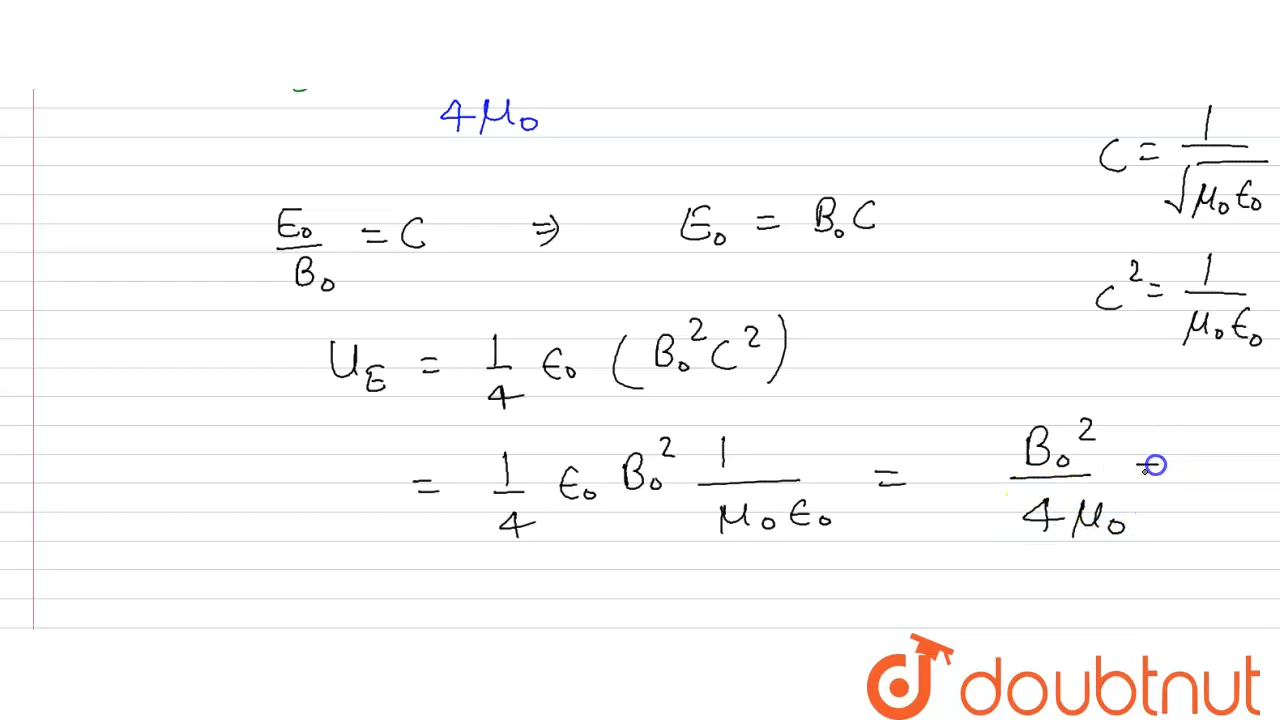 4μ₀
E₀/B₀ = C ⇒ E₀ = B₀C
C = 1/√μ₀ε₀
C² = 1/μ₀ε₀
U_E = 1/4 ε₀ (B₀²C²)
= 1/4 ε₀ B₀² 1/μ₀ε₀ = B₀²/4μ₀
doubtnut